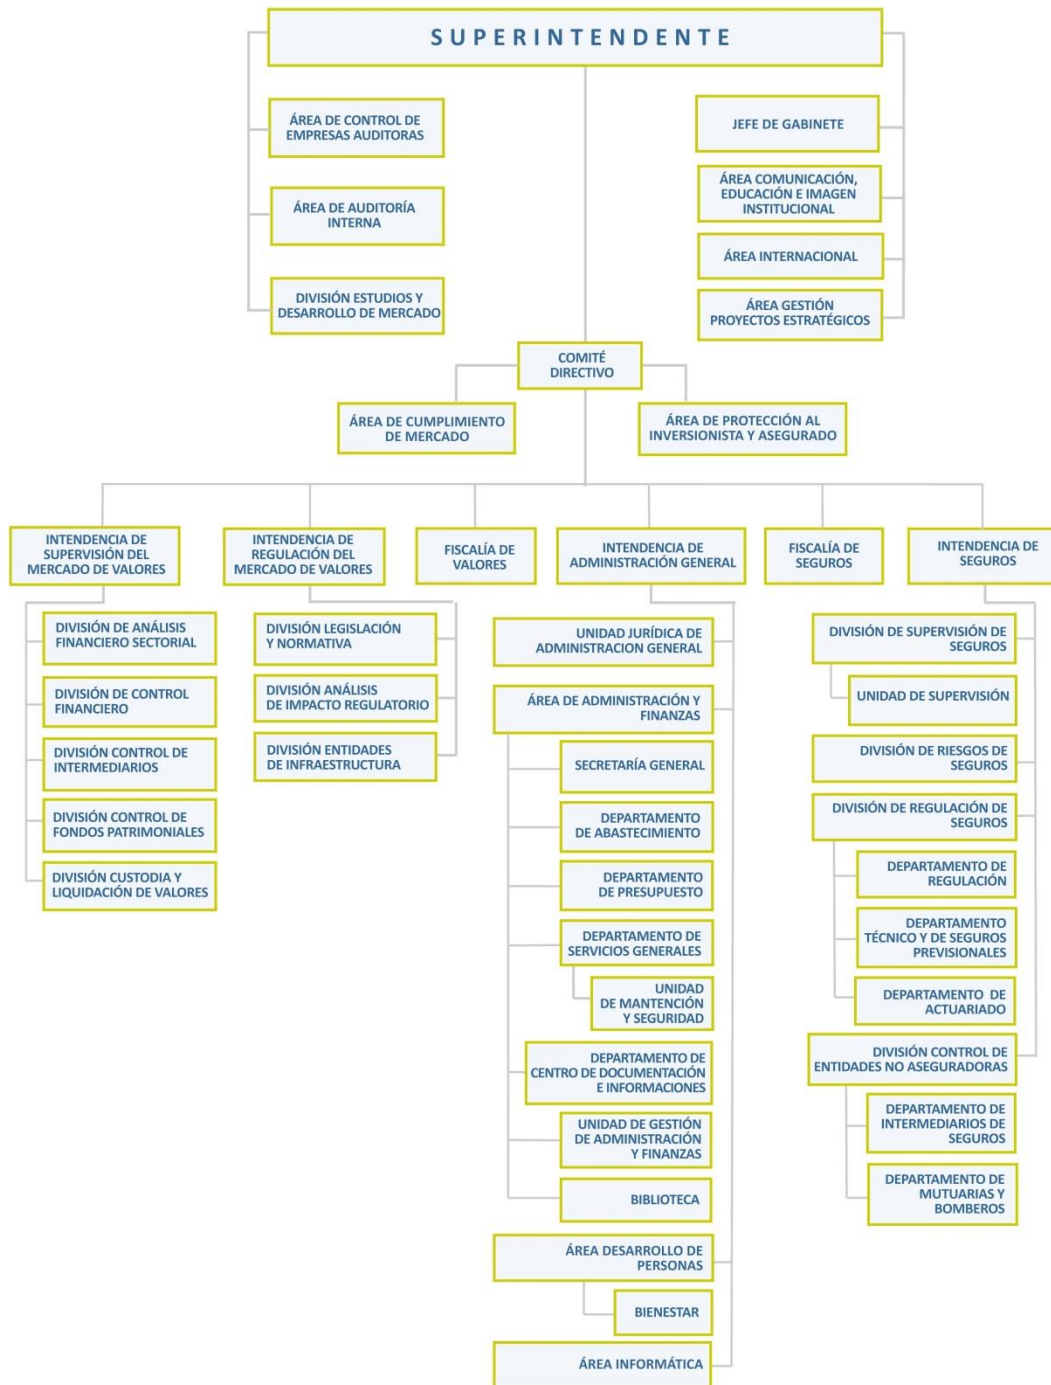 SUPERINTENDENTE
ÁREA DE CONTROL DE
EMPRESAS AUDITORAS
ÁREA DE AUDITORÍA
INTERNA
DIVISIÓN ESTUDIOS Y
DESARROLLO DE MERCADO
JEFE DE GABINETE
ÁREA COMUNICACIÓN,
EDUCACIÓN E IMAGEN
INSTITUCIONAL
ÁREA INTERNACIONAL
ÁREA GESTIÓN
PROYECTOS ESTRATÉGICOS
COMITÉ
DIRECTIVO
ÁREA DE CUMPLIMIENTO
DE MERCADO
ÁREA DE PROTECCIÓN AL
INVERSIONISTA Y ASEGURADO
INTENDENCIA DE
SUPERVISIÓN DEL
MERCADO DE VALORES
DIVISIÓN DE ANÁLISIS
FINANCIERO SECTORIAL
DIVISIÓN DE CONTROL
FINANCIERO
DIVISIÓN CONTROL DE
INTERMEDIARIOS
DIVISIÓN CONTROL DE
FONDOS PATRIMONIALES
DIVISIÓN CUSTODIA Y
LIQUIDACIÓN DE VALORES
INTENDENCIA DE
REGULACIÓN DEL
MERCADO DE VALORES
DIVISIÓN LEGISLACIÓN
Y NORMATIVA
DIVISIÓN ANÁLISIS
DE IMPACTO REGULATORIO
DIVISIÓN ENTIDADES
DE INFRAESTRUCTURA
FISCALÍA DE
VALORES
INTENDENCIA DE
ADMINISTRACIÓN GENERAL
UNIDAD JURÍDICA DE
ADMINISTRACION GENERAL
ÁREA DE ADMINISTRACIÓN Y
FINANZAS
SECRETARÍA GENERAL
DEPARTAMENTO
DE ABASTECIMIENTO
DEPARTAMENTO
DE PRESUPUESTO
DEPARTAMENTO DE
SERVICIOS GENERALES
UNIDAD
DE MANTENCIÓN
Y SEGURIDAD
DEPARTAMENTO DE
CENTRO DE DOCUMENTACIÓN
E INFORMACIONES
UNIDAD DE GESTIÓN
DE ADMINISTRACIÓN
Y FINANZAS
BIBLIOTECA
ÁREA DESARROLLO DE
PERSONAS
BIENESTAR
ÁREA INFORMÁTICA
FISCALÍA DE
SEGUROS
INTENDENCIA DE
SEGUROS
DIVISIÓN DE SUPERVISIÓN DE
SEGUROS
UNIDAD DE SUPERVISIÓN
DIVISIÓN DE RIESGOS DE
SEGUROS
DIVISIÓN DE REGULACIÓN DE
SEGUROS
DEPARTAMENTO DE
REGULACIÓN
DEPARTAMENTO
TÉCNICO Y DE SEGUROS
PREVISIONALES
DEPARTAMENTO DE
ACTUARIADO
DIVISIÓN CONTROL DE
ENTIDADES NO ASEGURADORAS
DEPARTAMENTO DE
INTERMEDIARIOS DE
SEGUROS
DEPARTAMENTO DE
MUTUARIAS Y
BOMBEROS